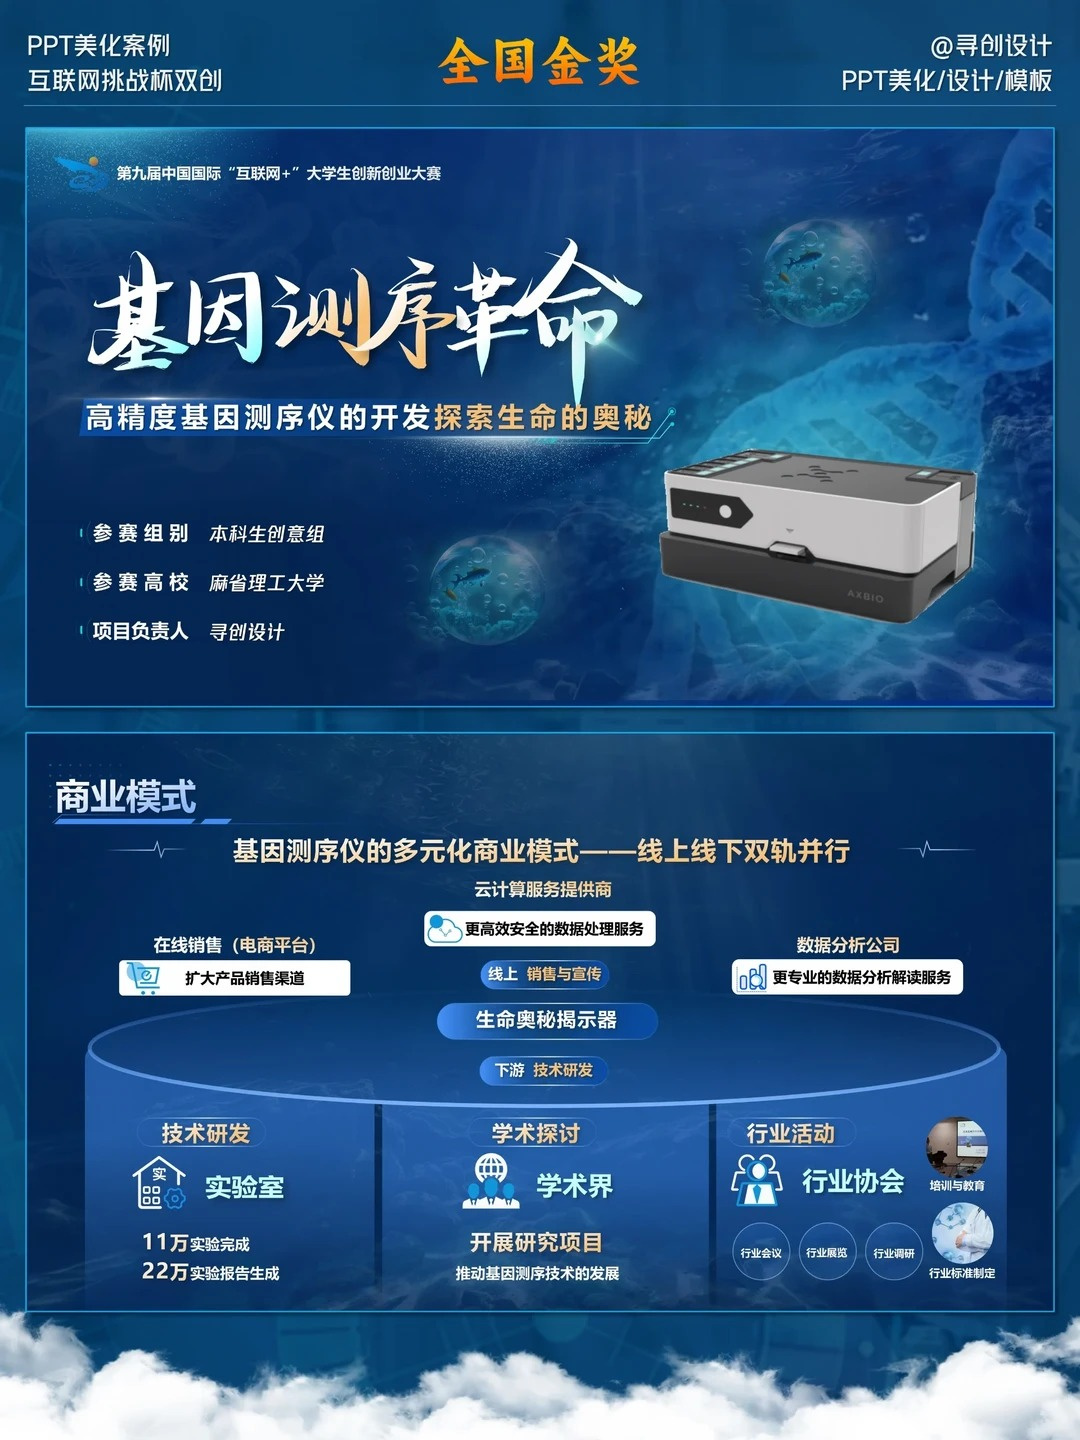 PPT美化案例
互联网挑战杯双创
全国金奖
@寻创设计
PPT美化/设计/模板
第九届中国国际“互联网+”大学生创新创业大赛
基因测序革命
高精度基因测序仪的开发探索生命的奥秘
参赛组别 本科生创意组
参赛高校 麻省理工大学
项目负责人 寻创设计
AXBIO
商业模式
基因测序仪的多元化商业模式——线上线下双轨并行
云计算服务提供商
更高效安全的数据处理服务
在线销售（电商平台）
扩大产品销售渠道
数据分析公司
更专业的数据分析解读服务
线上 销售与宣传
生命奥秘揭示器
下游 技术研发
技术研发
实
实验室
11万实验完成
22万实验报告生成
学术探讨
学术界
开展研究项目
推动基因测序技术的发展
行业活动
行业协会
培训与教育
行业会议
行业展览
行业调研
行业标准制定